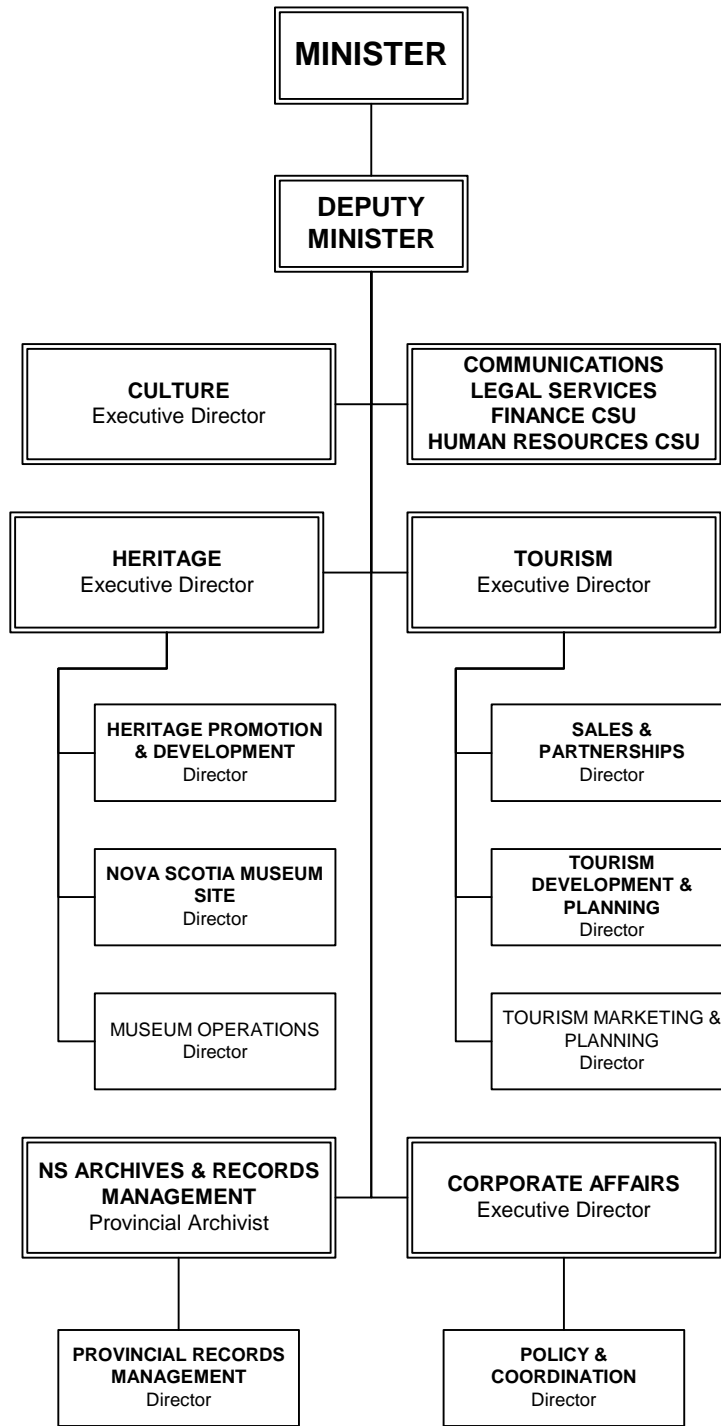 MINISTER
DEPUTY
MINISTER
CULTURE
Executive Director
COMMUNICATIONS
LEGAL SERVICES
FINANCE CSU
HUMAN RESOURCES CSU
HERITAGE
Executive Director
TOURISM
Executive Director
HERITAGE PROMOTION
& DEVELOPMENT
Director
SALES &
PARTNERSHIPS
Director
NOVA SCOTIA MUSEUM
SITE
Director
TOURISM
DEVELOPMENT &
PLANNING
Director
MUSEUM OPERATIONS
Director
TOURISM MARKETING &
PLANNING
Director
NS ARCHIVES & RECORDS
MANAGEMENT
Provincial Archivist
CORPORATE AFFAIRS
Executive Director
PROVINCIAL RECORDS
MANAGEMENT
Director
POLICY &
COORDINATION
Director